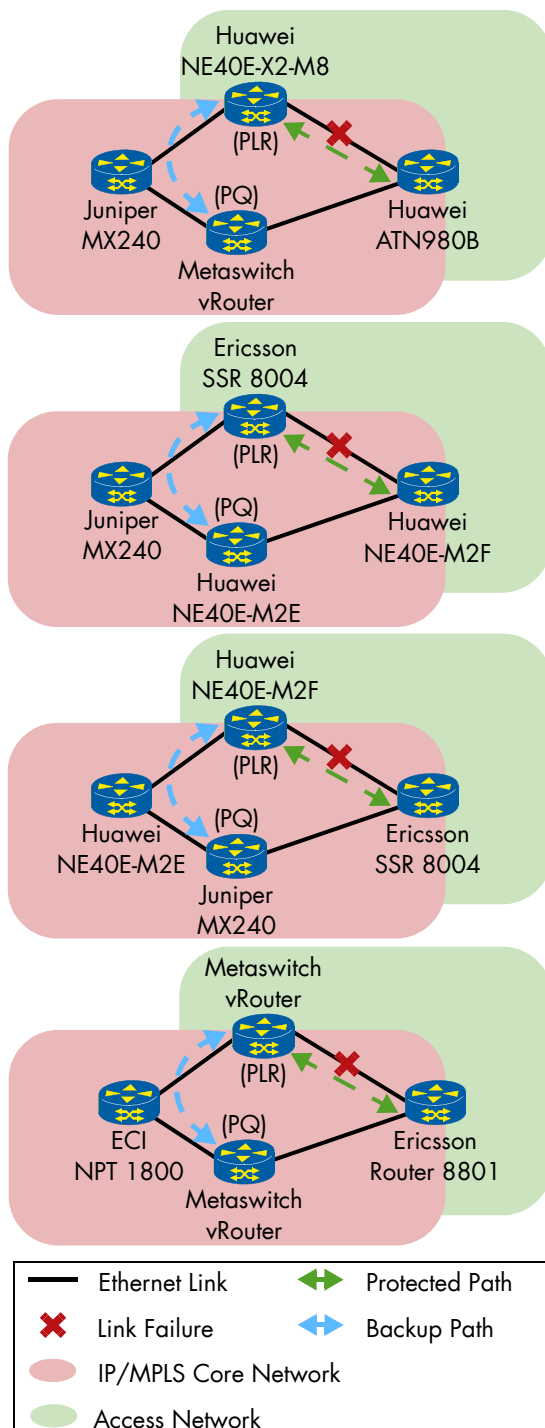 Huawei
NE40E-X2-M8
(PLR)
(PQ)
Juniper
MX240
Huawei
ATN980B
Metaswitch
vRouter
Ericsson
SSR 8004
(PLR)
(PQ)
Juniper
MX240
Huawei
NE40E-M2F
Huawei
NE40E-M2E
Huawei
NE40E-M2F
(PLR)
(PQ)
Huawei
NE40E-M2E
Ericsson
SSR 8004
Juniper
MX240
Metaswitch
vRouter
(PLR)
(PQ)
ECI
NPT 1800
Ericsson
Router 8801
Metaswitch
vRouter
Ethernet Link
Protected Path
Link Failure
Backup Path
IP/MPLS Core Network
Access Network